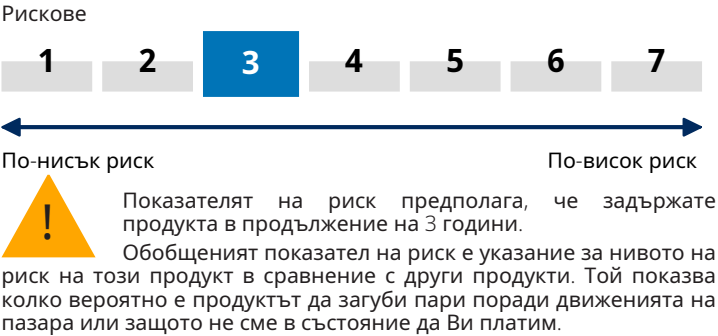 Рискове
1 2 3 4 5 6 7
По-нисък риск По-висок риск
! Показателят на риск предполага, че задържате
продукта в продължение на 3 години.
Обобщеният показател на риск е указание за нивото на
риск на този продукт в сравнение с други продукти. Той показва
колко вероятно е продуктът да загуби пари поради движенията на
пазара или защото не сме в състояние да Ви платим.